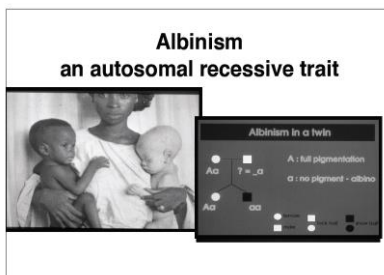 Albinism
an autosomal recessive trait
Albinism in a twin
Aa
? = _a
A : full pigmentation
a : no pigment - albino
Aa
aa